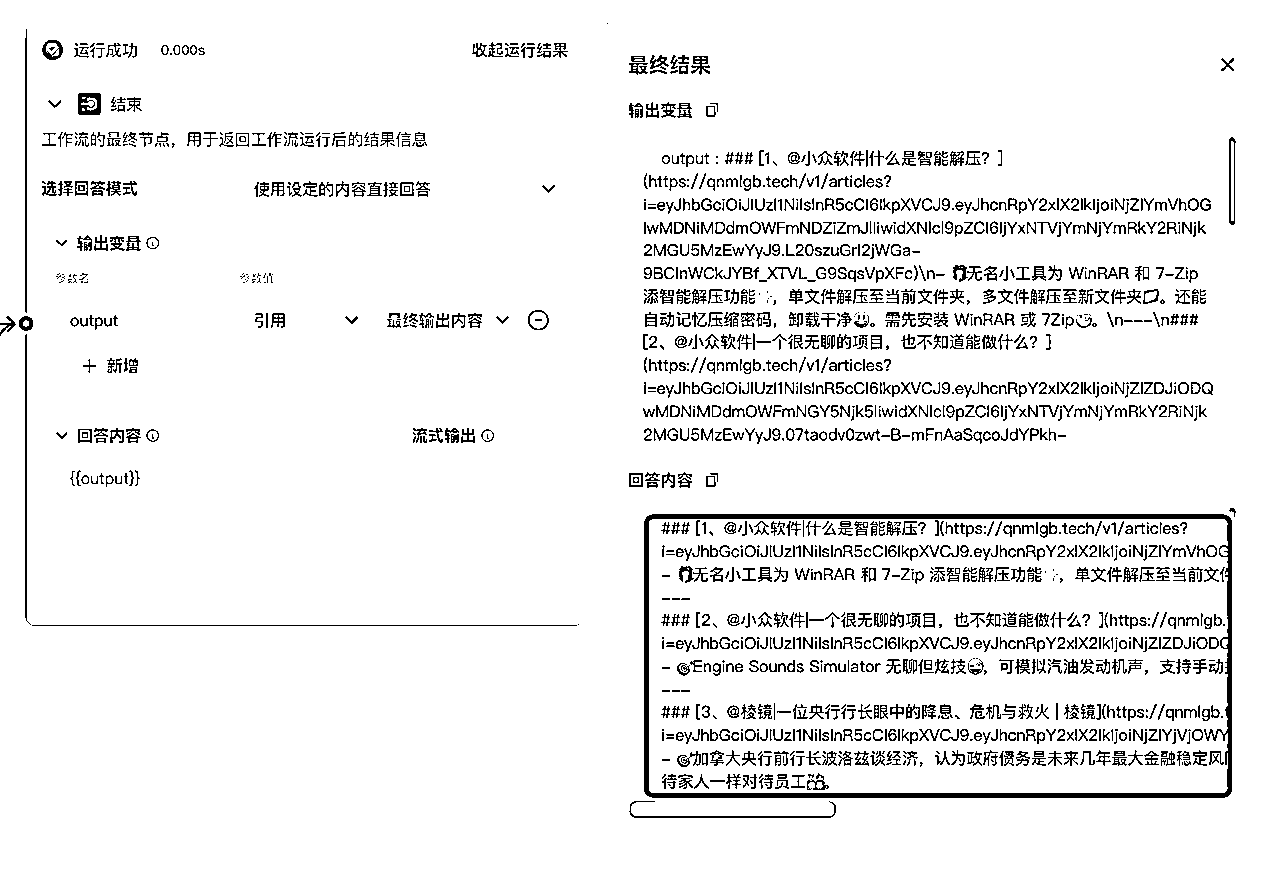 运行成功 0.000s 收起运行结果
结束
工作流的最终节点，用于返回工作流运行后的结果信息
选择回答模式 使用设定的内容直接回答
输出变量
参数名 参数值
output 引用 最终输出内容
新增
回答内容 流式输出
{{output}}
最终结果
输出变量
output : ### [1、@小众软件|什么是智能解压？]
(https://qnmlgb.tech/v1/articles?
无名小工具为 WinRAR 和 7-Zip
添智能解压功能，单文件解压至当前文件夹，多文件解压至新文件夹。还能
自动记忆压缩密码，卸载干净。需先安装 WinRAR 或 7Zip。\n---\n###
[2、@小众软件|一个很无聊的项目，也不知道能做什么？]
(https://qnmlgb.tech/v1/articles?
回答内容
### [1、@小众软件|什么是智能解压？](https://qnmlgb.tech/v1/articles?
- 无名小工具为 WinRAR 和 7-Zip 添智能解压功能，单文件解压至当前文件
---
### [2、@小众软件|一个很无聊的项目，也不知道能做什么？](https://qnmlgb.
- Engine Sounds Simulator 无聊但炫技，可模拟汽油发动机声，支持手动
---
### [3、@棱镜|一位央行行长眼中的降息、危机与救火 | 棱镜](https://qnmlgb.
- 加拿大央行前行长波洛兹谈经济，认为政府债务是未来几年最大金融稳定风
待家人一样对待员工。